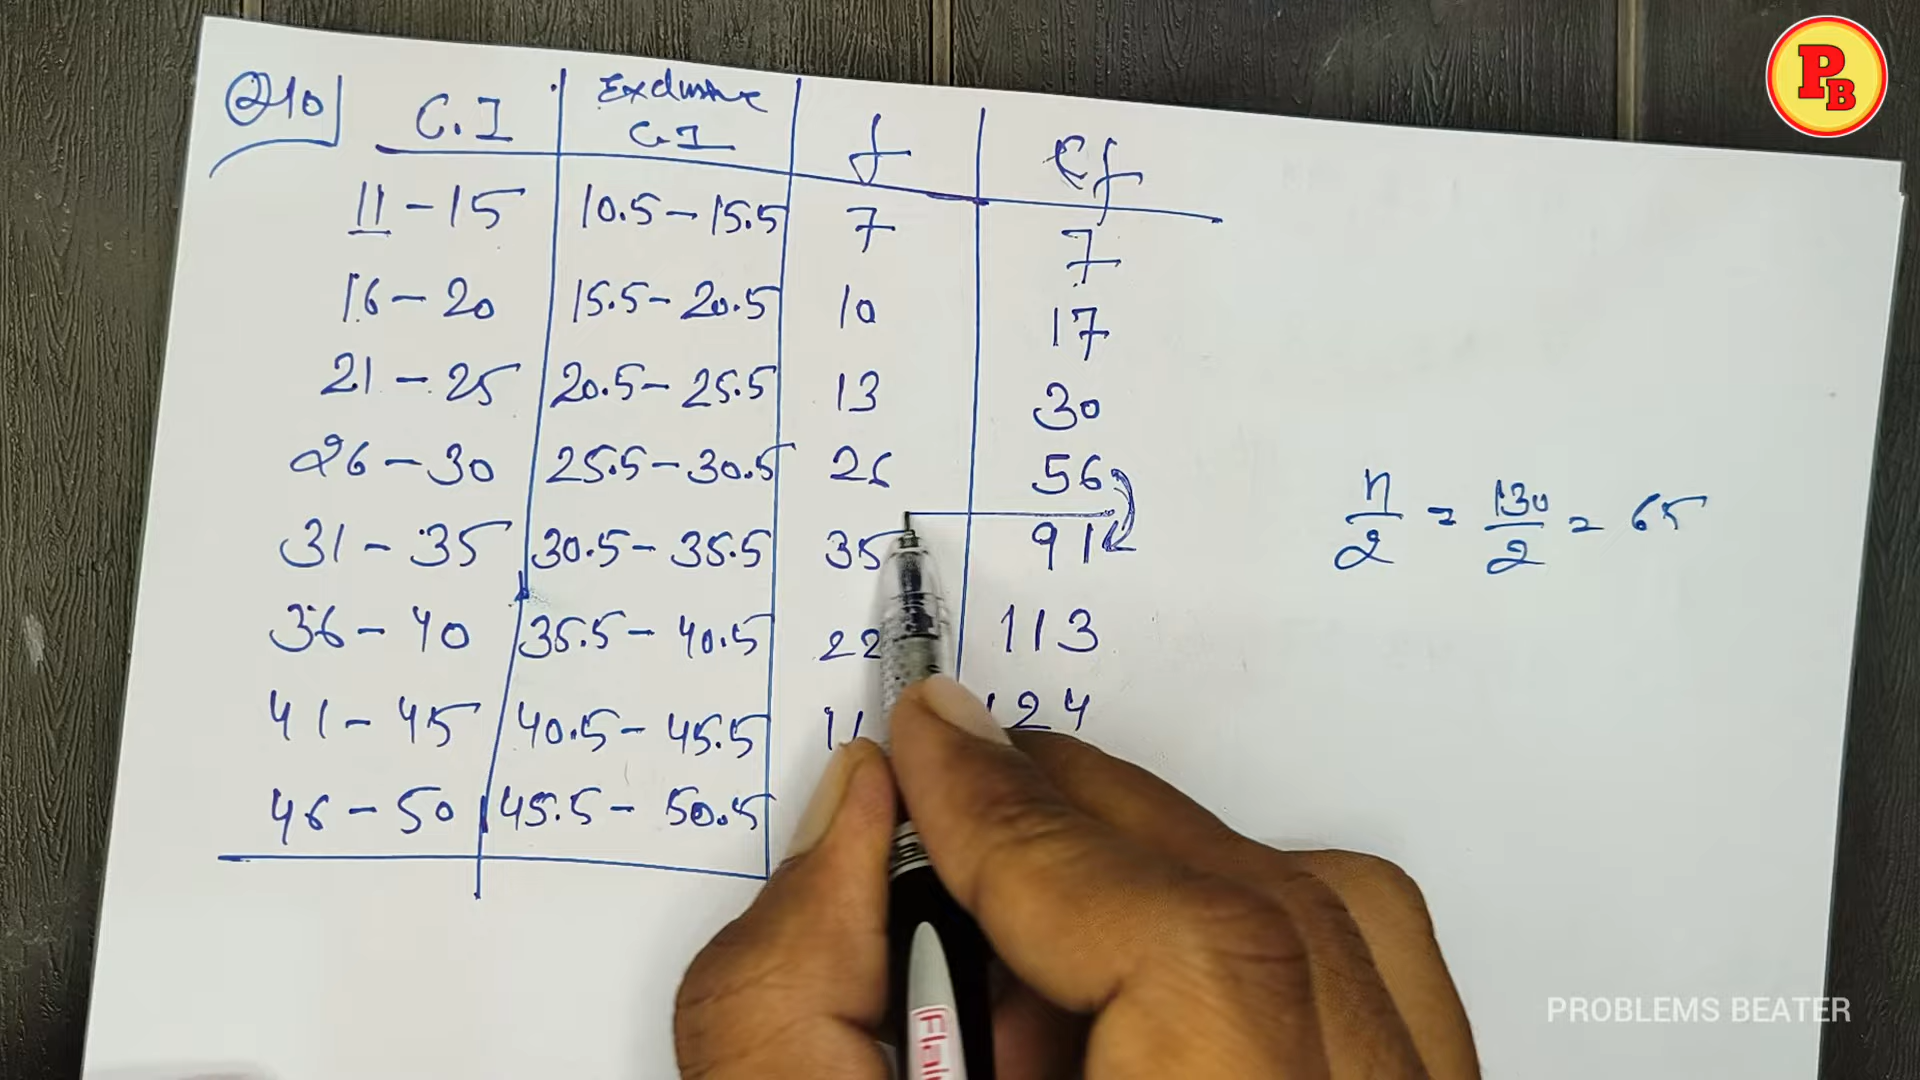 Q10
C.I Exclusive C.I f Cf
11 - 15 10.5 - 15.5 7 7
16 - 20 15.5 - 20.5 10 17
21 - 25 20.5 - 25.5 13 30
26 - 30 25.5 - 30.5 26 56
31 - 35 30.5 - 35.5 35 91
36 - 40 35.5 - 40.5 22 113
41 - 45 40.5 - 45.5 11 124
46 - 50 45.5 - 50.5
n/2 = 130/2 = 65
PB
PROBLEMS BEATER